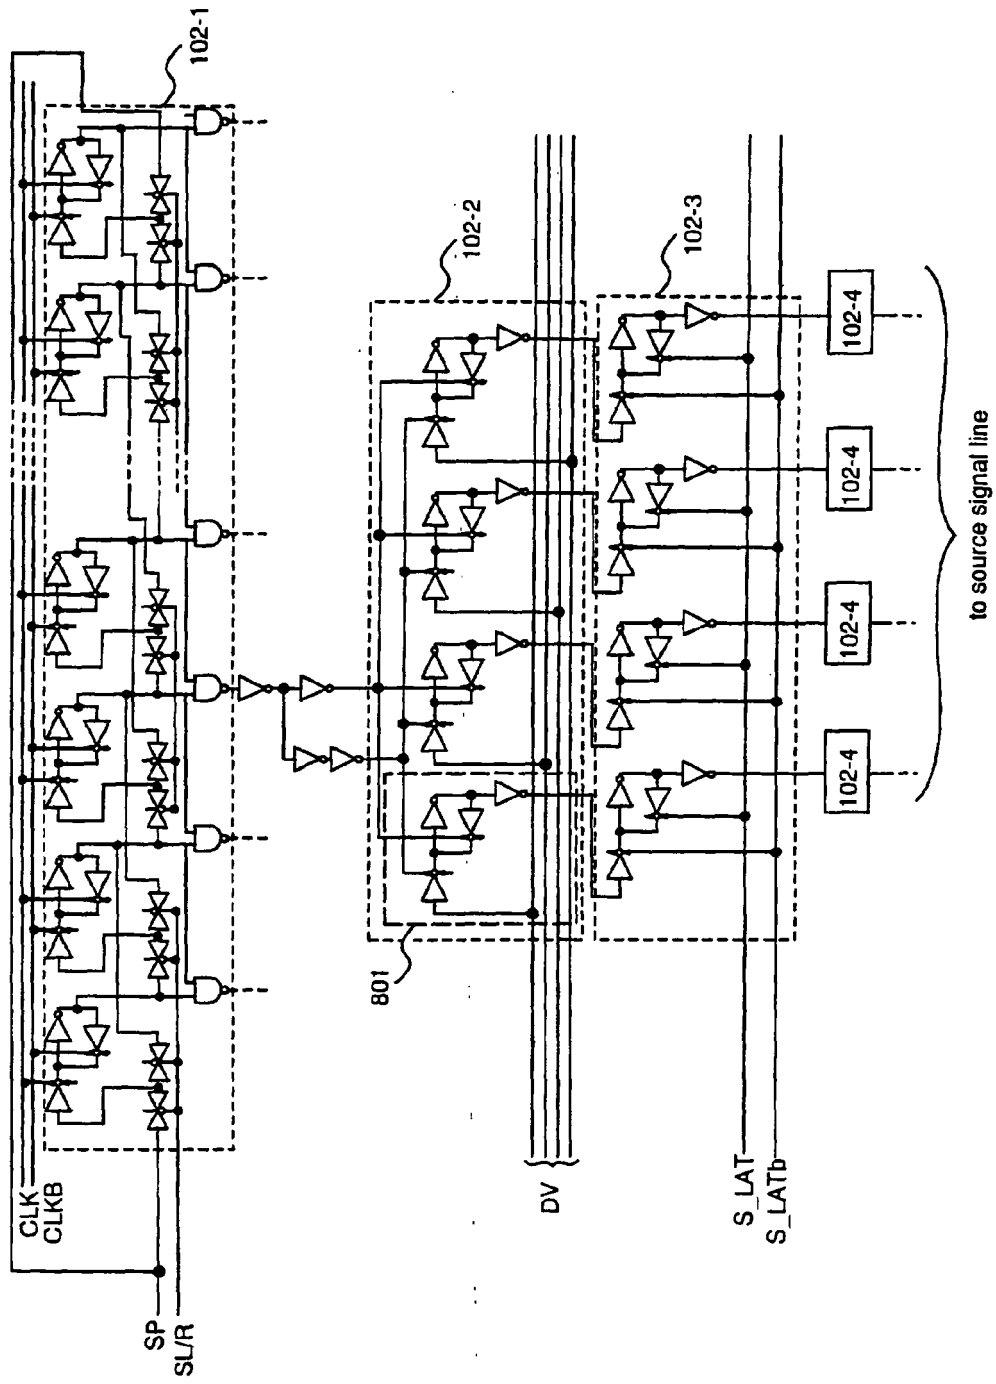 CLK
CLKB
SP
SL/R
102-1
102-2
801
DV
102-3
S_LAT
S_LATb
102-4
102-4
102-4
102-4
to source signal line